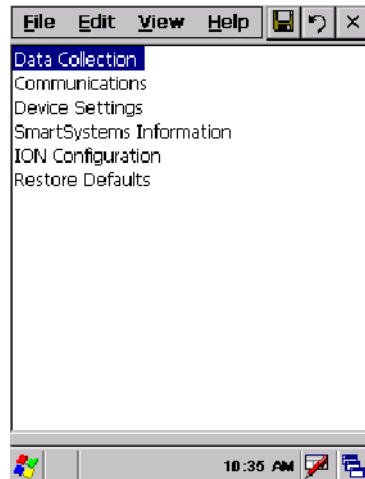 File Edit View Help
Data Collection
Communications
Device Settings
SmartSystems Information
ION Configuration
Restore Defaults
10:35 AM